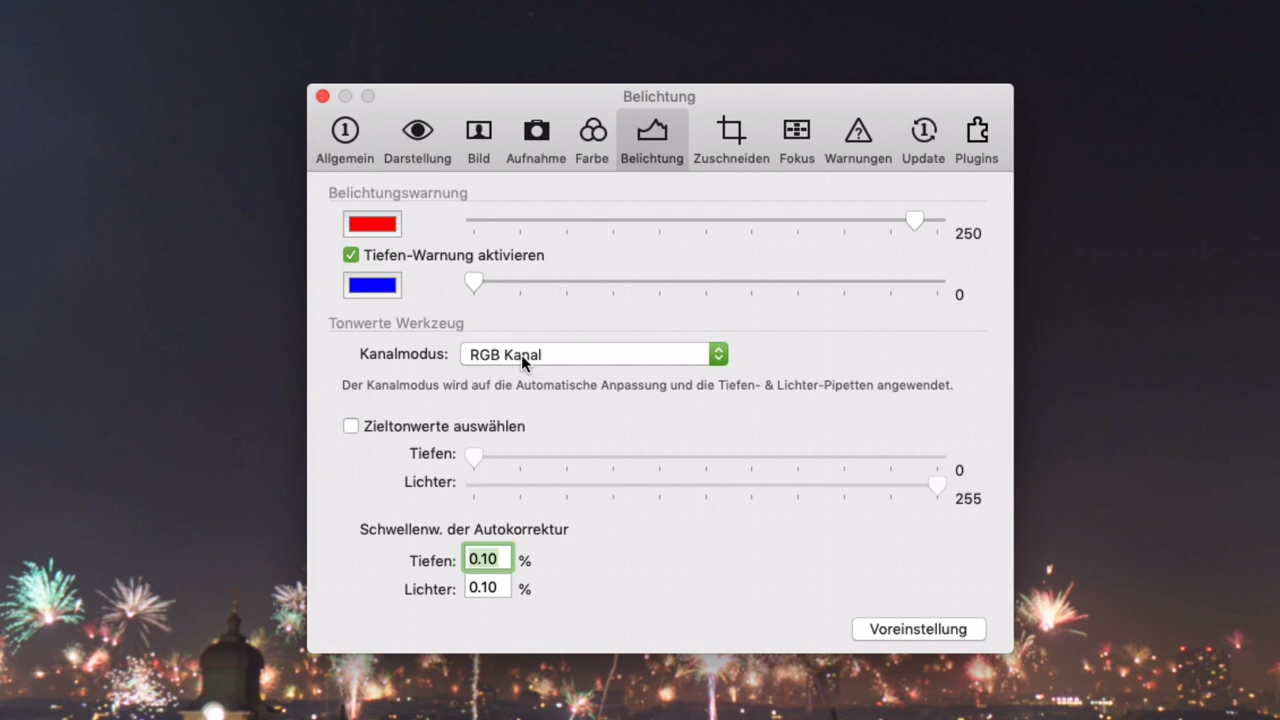 Belichtung
Allgemein Darstellung Bild Aufnahme Farbe Belichtung Zuschneiden Fokus Warnungen Update Plugins
Belichtungswarnung
250
Tiefen-Warnung aktivieren
0
Tonwerte Werkzeug
Kanalmodus: RGB Kanal
Der Kanalmodus wird auf die Automatische Anpassung und die Tiefen- & Lichter-Pipetten angewendet.
Zieltonwerte auswählen
Tiefen: 0
Lichter: 255
Schwellenw. der Autokorrektur
Tiefen: 0.10 %
Lichter: 0.10 %
Voreinstellung